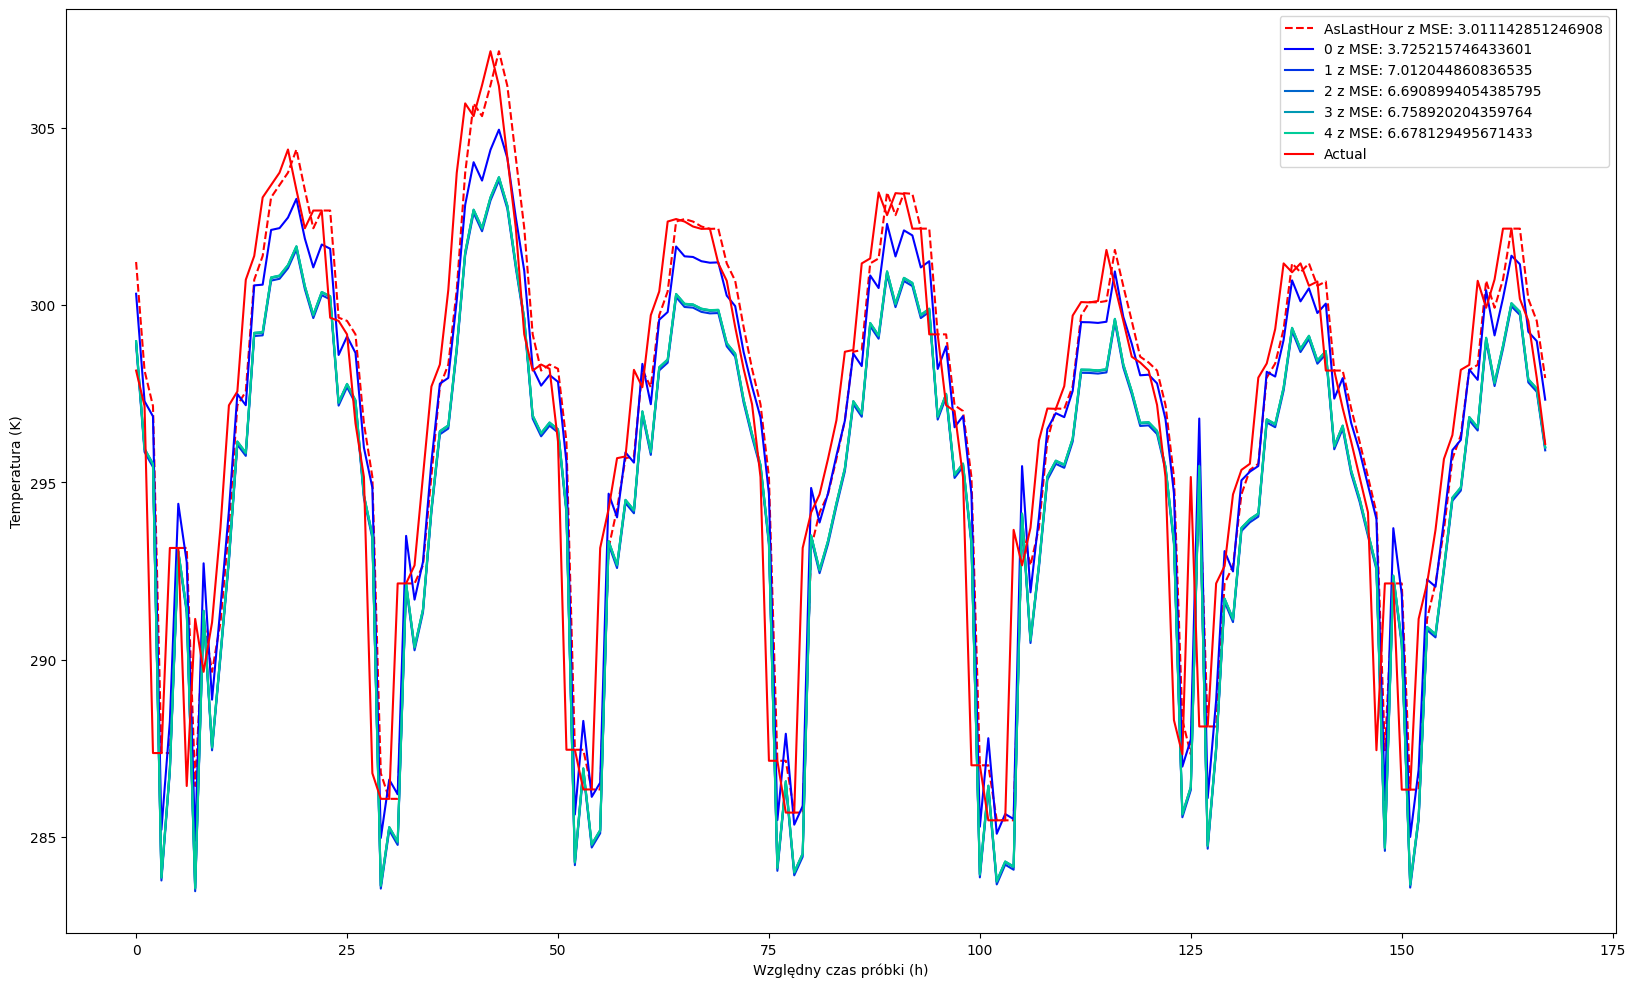 AsLastHour z MSE: 3.011142851246908
0 z MSE: 3.725215746433601
1 z MSE: 7.012044860836535
2 z MSE: 6.6908994054385795
3 z MSE: 6.758920204359764
4 z MSE: 6.678129495671433
Actual
Temperatura (K)
305
300
295
290
285
0 25 50 75 100 125 150 175
Względny czas próbki (h)